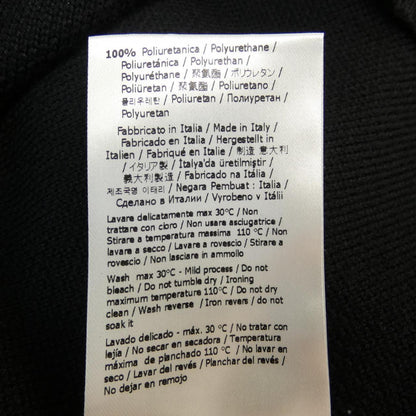 100% Poliuretanica / Polyurethane /
Poliuretánica / Polyurethan /
Polyuréthane / 聚氨酯 / ポリウレタン /
Poliüretan / 聚氨酯 / Poliuretano /
폴리우레탄 / Poliuretan / Полиуретан /
Polyuretan
Fabbricato in Italia / Made in Italy /
Fabricado en Italia / Hergestellt in
Italien / Fabriqué en Italie / 制造 意大利
/ イタリア製 / Italya'da üretilmiştir /
義大利製造 / Fabricado na Itália /
제조국명 이태리 / Negara Pembuat : Italia /
Сделано в Италии / Vyrobeno v Itálii
Lavare delicatamente max 30°C / Non
trattare con cloro / Non usare asciugatrice /
Stirare a temperatura massima 110 °C / Non
lavare a secco / Lavare a rovescio / Stirare a
rovescio / Non lasciare in ammollo
Wash max 30°C - Mild process / Do not
bleach / Do not tumble dry / Ironing
maximum temperature 110°C / Do not dry
clean / Wash reverse / Iron revers / do not
soak it
Lavado delicado - máx. 30 °C / No tratar con
lejía / No secar en secadora / Temperatura
máxima de planchado 110 °C / No lavar en
seco / Lavar del revés / Planchar del revés /
No dejar en remojo